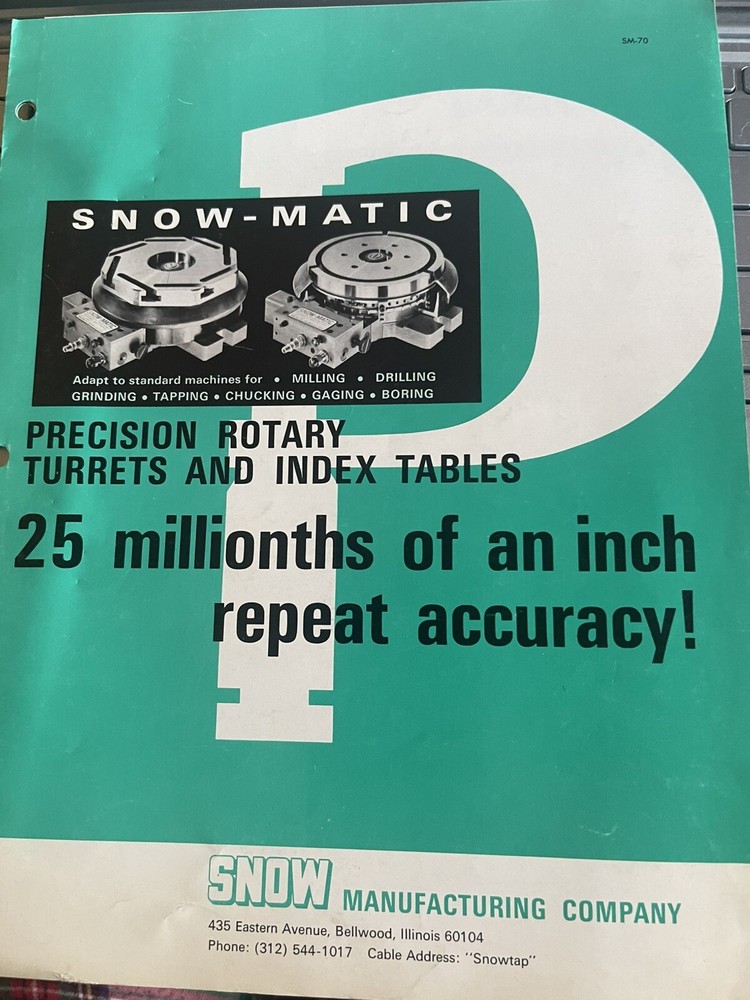 SM-70
SNOW-MATIC
SNOW-MATIC
Adapt to standard machines for • MILLING • DRILLING
GRINDING • TAPPING • CHUCKING • GAGING • BORING
PRECISION ROTARY
TURRETS AND INDEX TABLES
25 millionths of an inch
repeat accuracy!
SNOW MANUFACTURING COMPANY
435 Eastern Avenue, Bellwood, Illinois 60104
Phone: (312) 544-1017 Cable Address: "Snowtap"